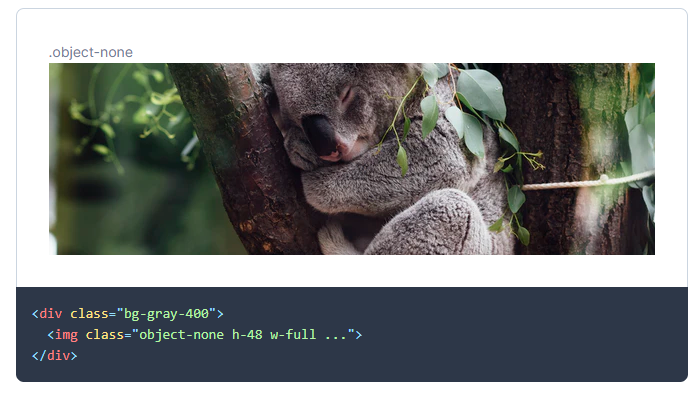 .object-none
<div class="bg-gray-400">
<img class="object-none h-48 w-full ...">
</div>